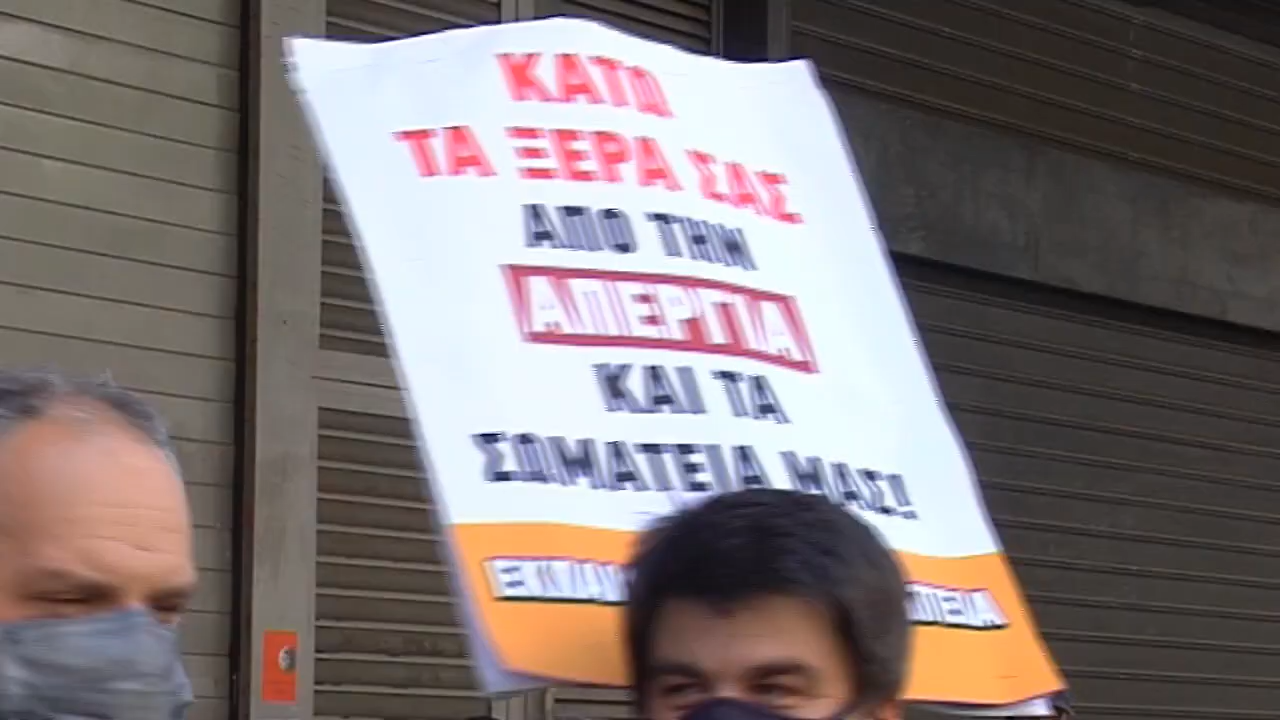 ΚΑΤΩ
ΤΑ ΞΕΡΑ ΣΑΣ
ΑΠΟ ΤΗΝ
ΑΠΕΡΓΙΑ
ΚΑΙ ΤΑ
ΣΩΜΑΤΕΙΑ ΜΑΣ!!